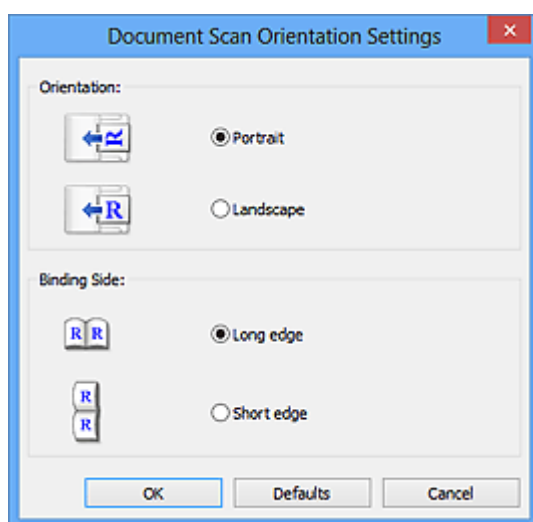 Document Scan Orientation Settings
Orientation:
R
Portrait
R
Landscape
Binding Side:
R R
Long edge
R
R
Short edge
OK Defaults Cancel